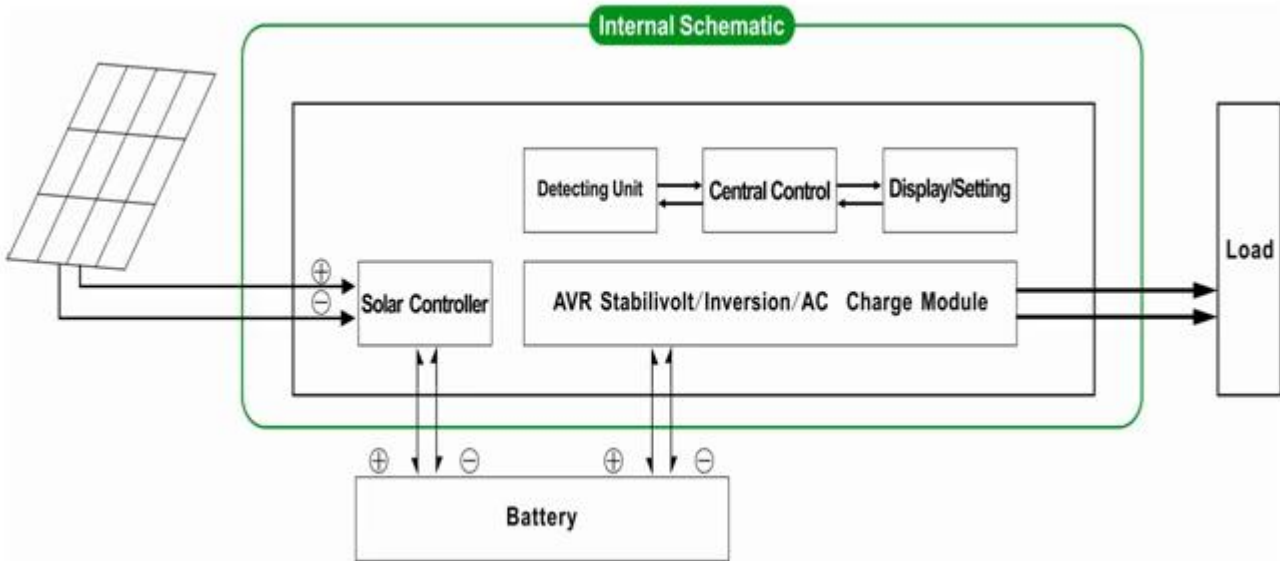 Internal Schematic
Detecting Unit
Central Control
Display/Setting
Load
⊕
⊖
Solar Controller
AVR Stabilivolt/Inversion/AC Charge Module
⊕ ⊖ ⊕ ⊖
Battery